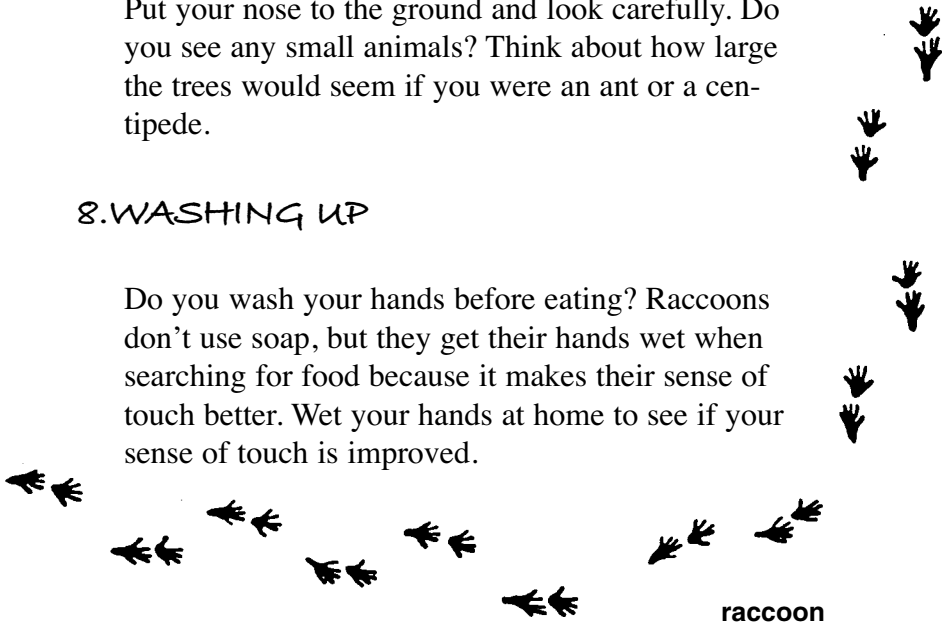 Put your nose to the ground and look carefully. Do
you see any small animals? Think about how large
the trees would seem if you were an ant or a cen-
tipede.
8.WASHING UP
Do you wash your hands before eating? Raccoons
don’t use soap, but they get their hands wet when
searching for food because it makes their sense of
touch better. Wet your hands at home to see if your
sense of touch is improved.
raccoon